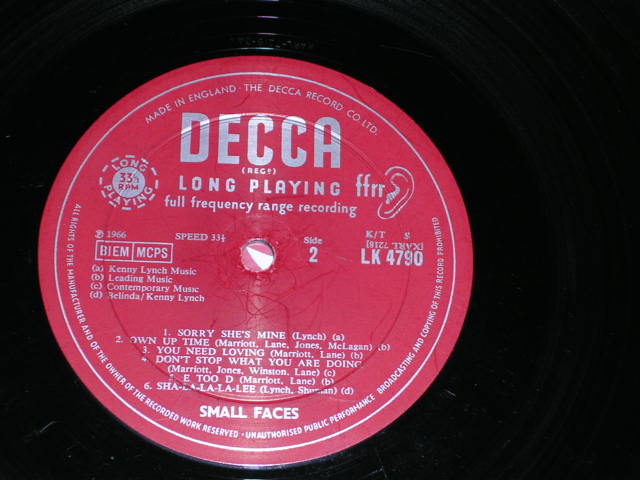 MADE IN ENGLAND · THE DECCA RECORD CO. LTD.
DECCA
(REGD)
LONG PLAYING ffrr
full frequency range recording
LONG
33⅓
RPM
PLAYING
℗ 1966
SPEED 33⅓
Side
2
K/T
LK 4790
BIEM MCPS
(a) Kenny Lynch Music
(b) Leading Music
(c) Contemporary Music
(d) Belinda/Kenny Lynch
1. SORRY SHE'S MINE (Lynch) (a)
2. OWN UP TIME (Marriott, Lane, Jones, McLagan) (b)
3. YOU NEED LOVING (Marriott, Lane) (b)
4. DON'T STOP WHAT YOU ARE DOING
(Marriott, Jones, Winston, Lane) (c)
5. E TOO D (Marriott, Lane) (b)
6. SHA-LA-LA-LA-LEE (Lynch, Shuman) (d)
SMALL FACES
ALL RIGHTS OF THE MANUFACTURER AND OF THE OWNER OF THE RECORDED WORK RESERVED · UNAUTHORISED PUBLIC PERFORMANCE BROADCASTING AND COPYING OF THIS RECORD PROHIBITED